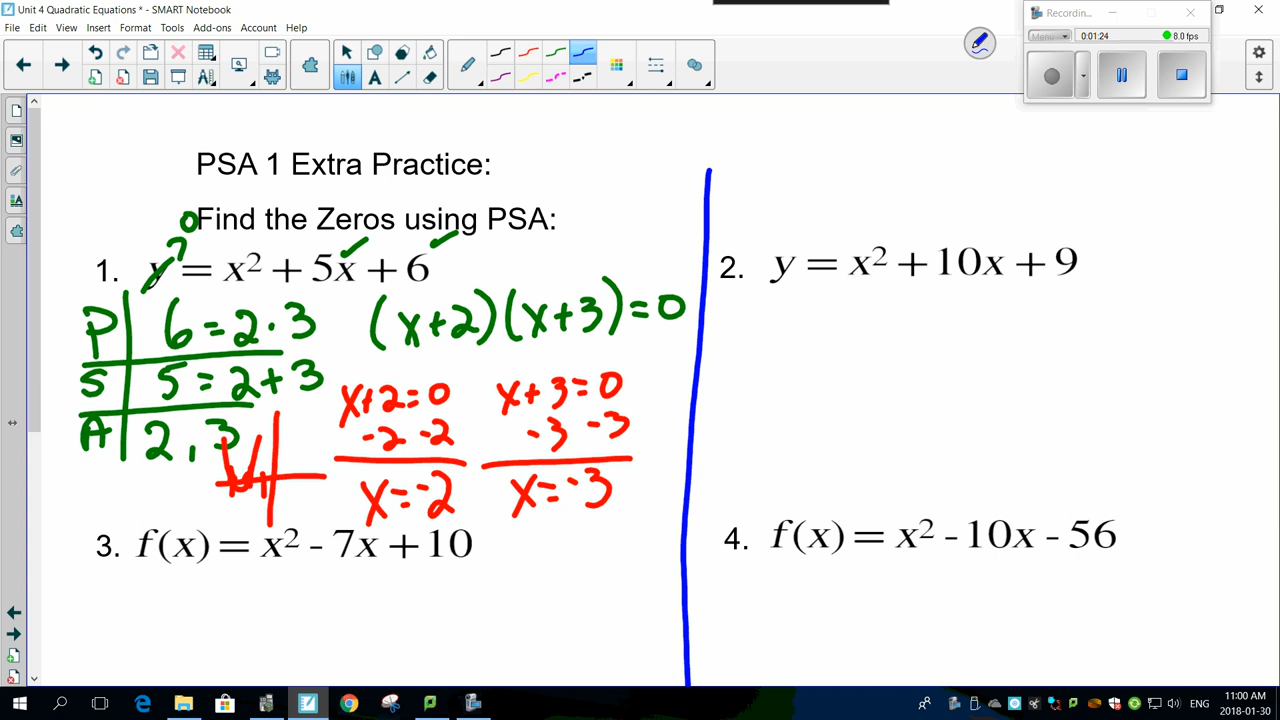 Unit 4 Quadratic Equations * - SMART Notebook
File Edit View Insert Format Tools Add-ons Account Help
Recordin...
Menu 0:01:24 8.0 fps
PSA 1 Extra Practice:
Find the Zeros using PSA:
0
1. y = x² + 5x + 6
P 6 = 2 · 3
S 5 = 2 + 3
A 2, 3
(x+2)(x+3) = 0
x+2=0 x+3=0
-2 -2 -3 -3
x=-2 x=-3
2. y = x² + 10x + 9
3. f(x) = x² - 7x + 10
4. f(x) = x² - 10x - 56
ENG
11:00 AM
2018-01-30